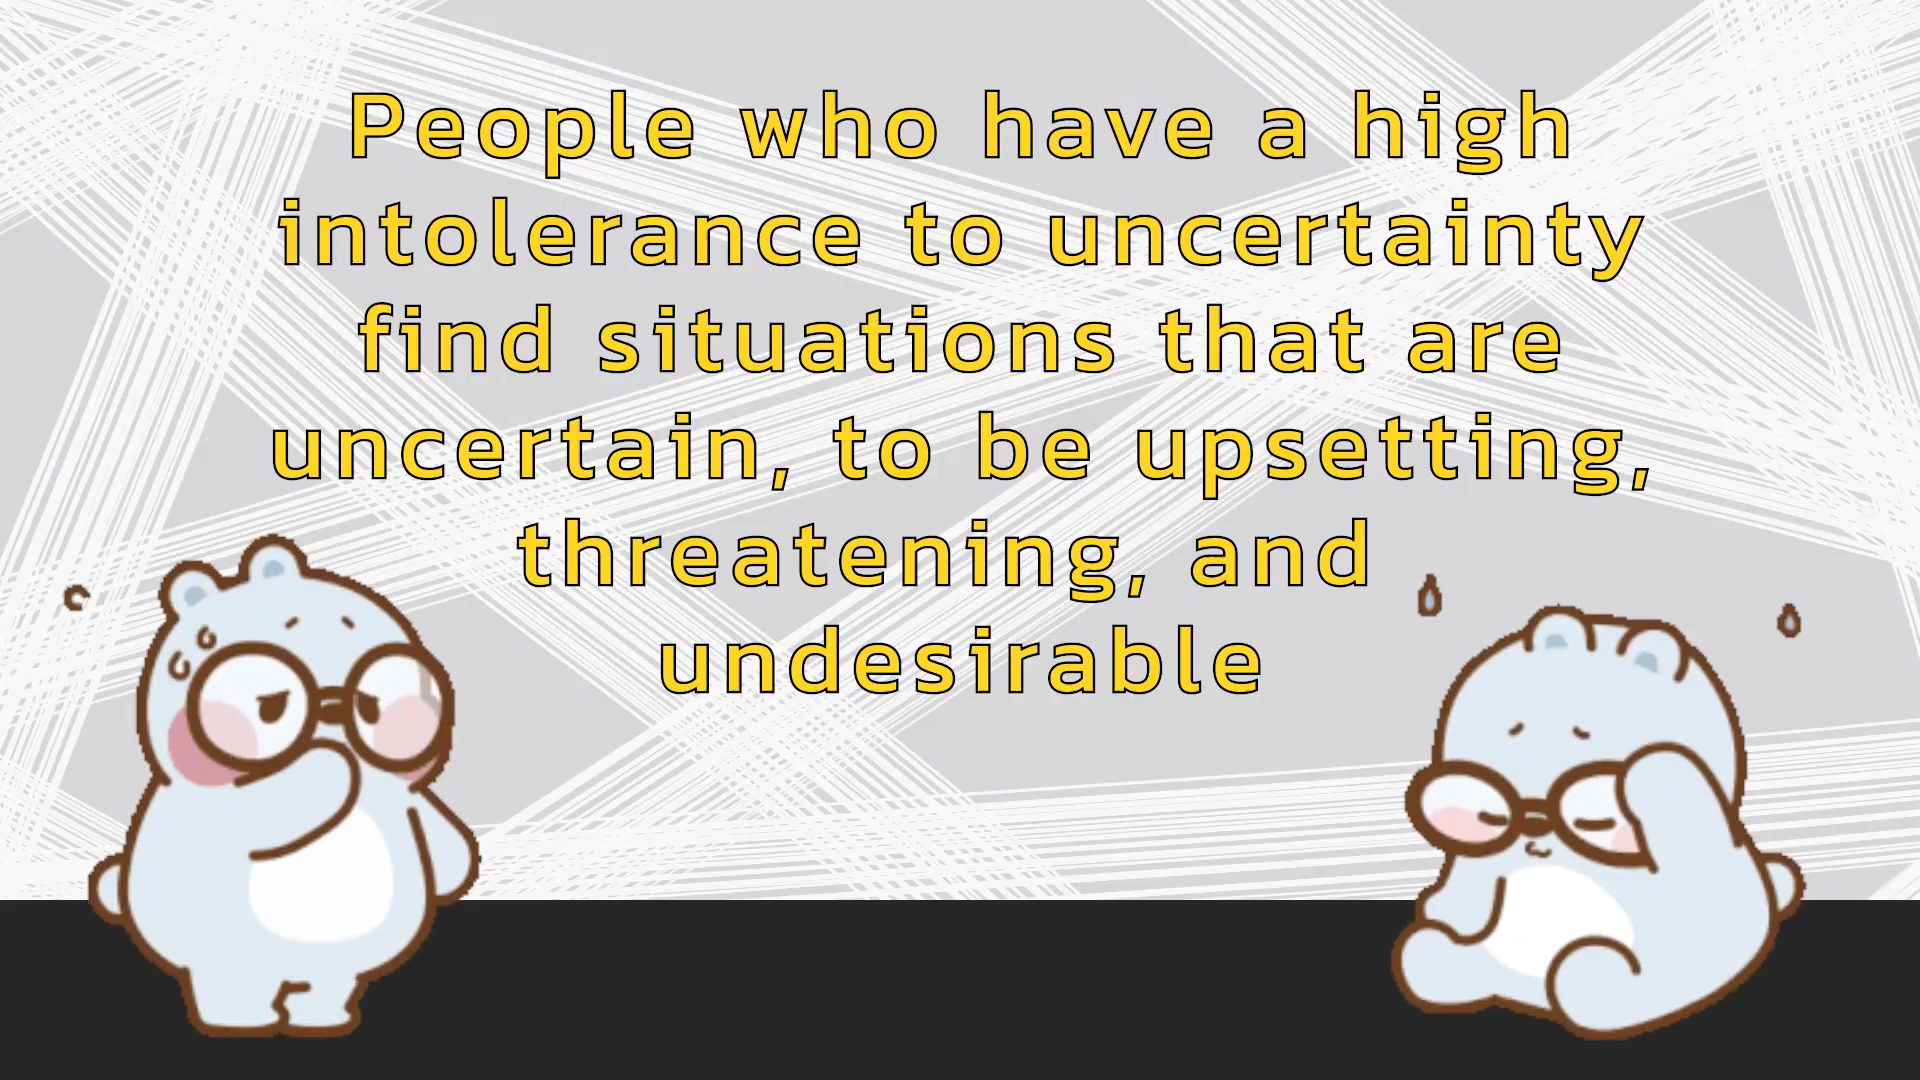 People who have a high
intolerance to uncertainty
find situations that are
uncertain, to be upsetting,
threatening, and
undesirable